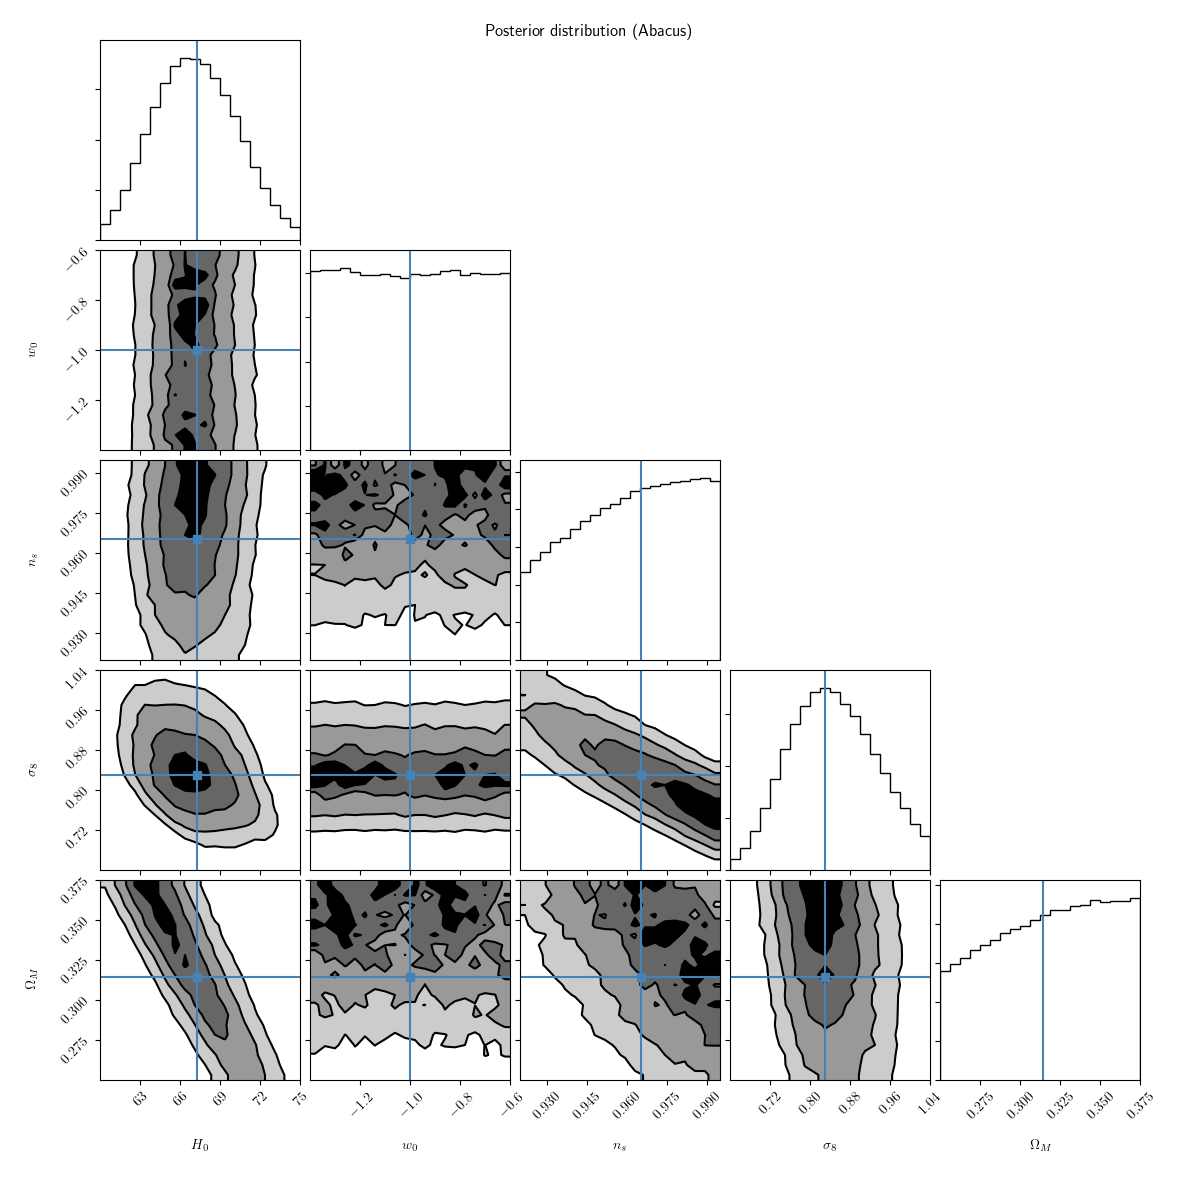 Posterior distribution (Abacus)
w₀
−0.6
−0.8
−1.0
−1.2
nₛ
0.990
0.975
0.960
0.945
0.930
σ₈
1.04
0.96
0.88
0.80
0.72
Ω_M
0.375
0.350
0.325
0.300
0.275
63 66 69 72 75
−1.2 −1.0 −0.8 −0.6
0.930 0.945 0.960 0.975 0.990
0.72 0.80 0.88 0.96 1.04
0.275 0.300 0.325 0.350 0.375
H₀ w₀ nₛ σ₈ Ω_M